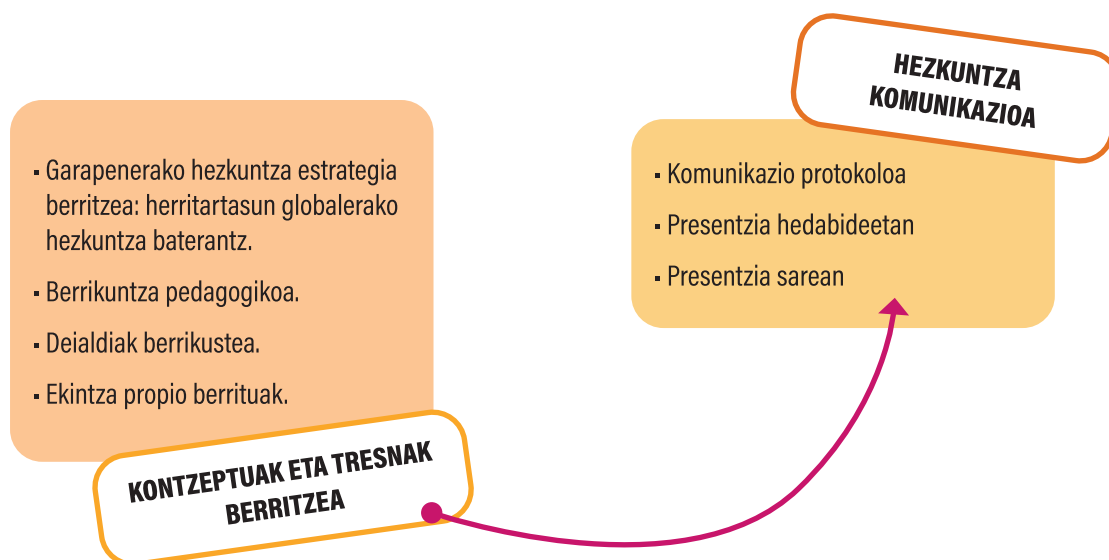 ▪ Garapenerako hezkuntza estrategia
berritzea: herritartasun globalerako
hezkuntza baterantz.
▪ Berrikuntza pedagogikoa.
▪ Deialdiak berrikustea.
▪ Ekintza propio berrituak.
KONTZEPTUAK ETA TRESNAK
BERRITZEA
HEZKUNTZA
KOMUNIKAZIOA
▪ Komunikazio protokoloa
▪ Presentzia hedabideetan
▪ Presentzia sarean